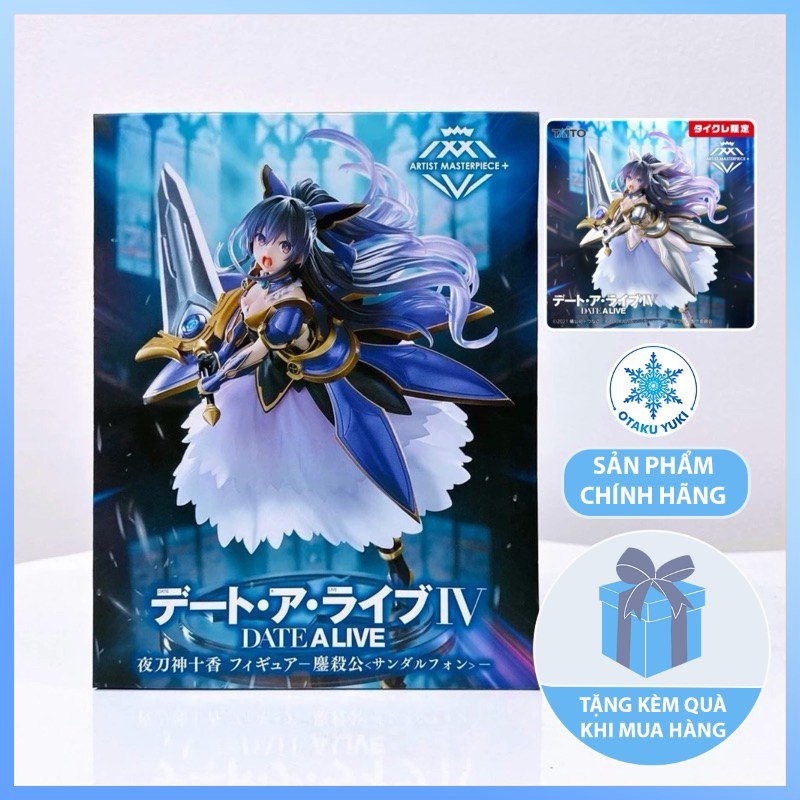 ARTIST MASTERPIECE +
デート・ア・ライブIV
DATE A LIVE
夜刀神十香 フィギュアー鏖殺公<サンダルフォン>ー
TAITO
タイクレ限定
ARTIST MASTERPIECE +
デート・ア・ライブIV
DATE A LIVE
OTAKU YUKI
SẢN PHẨM
CHÍNH HÃNG
TẶNG KÈM QUÀ
KHI MUA HÀNG